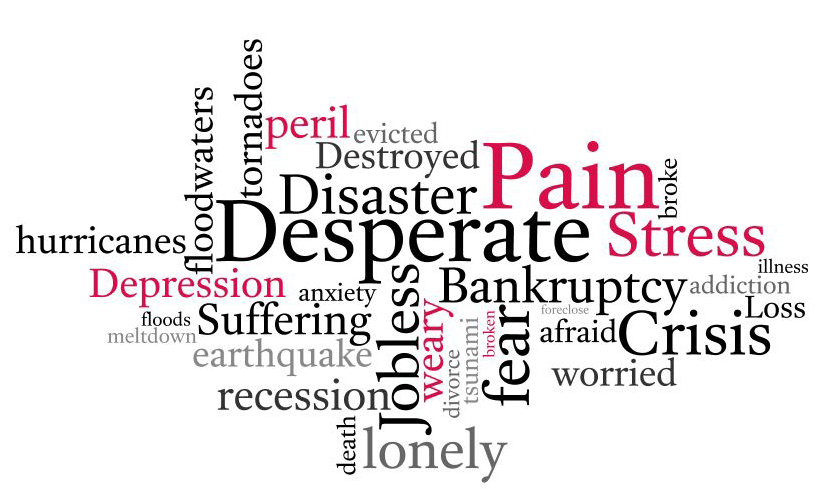 tornadoes
floodwaters
peril
evicted
Destroyed
Pain
broke
Disaster
Desperate
Stress
hurricanes
illness
Depression
anxiety
Bankruptcy
addiction
Loss
Jobless
weary
floods
Suffering
broken
fear
foreclose
afraid
Crisis
meltdown
earthquake
divorce
tsunami
worried
recession
death
lonely